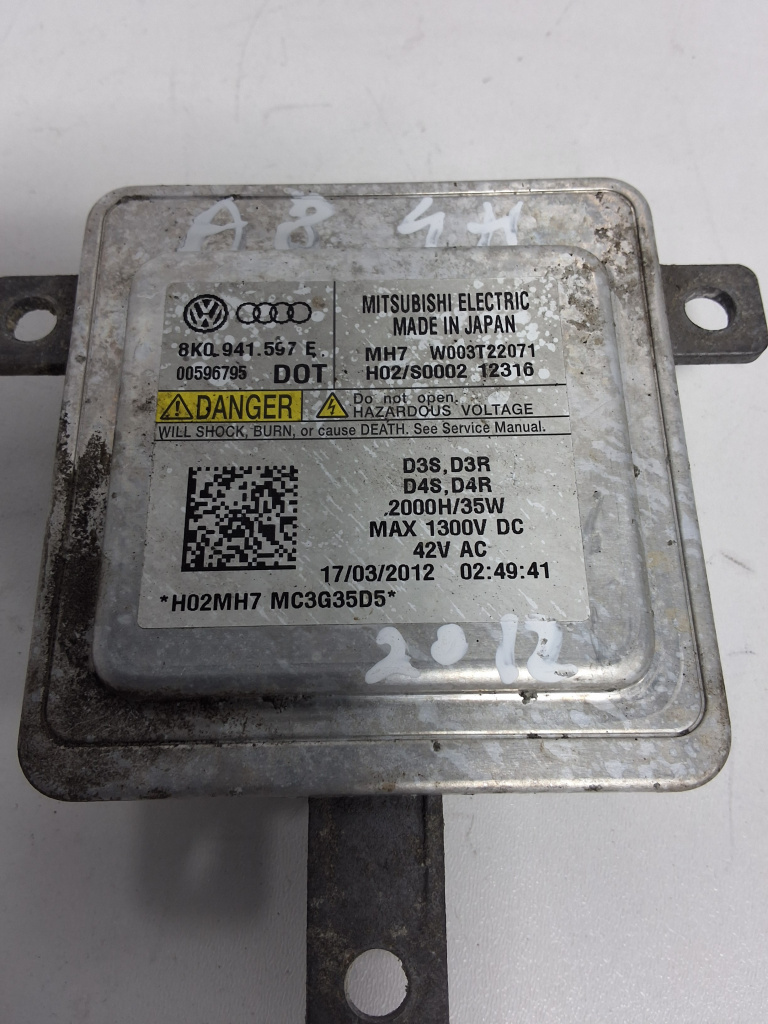 A8 4H
MITSUBISHI ELECTRIC
MADE IN JAPAN
8K0.941.597 E.
00596795 DOT
MH7 W003T22071
H02/S0002 12316
DANGER
Do not open.
HAZARDOUS VOLTAGE
WILL SHOCK, BURN, or cause DEATH. See Service Manual.
D3S,D3R
D4S,D4R
.2000H/35W
MAX 1300V DC
42V AC
17/03/2012 02:49:41
*H02MH7 MC3G35D5*
2012